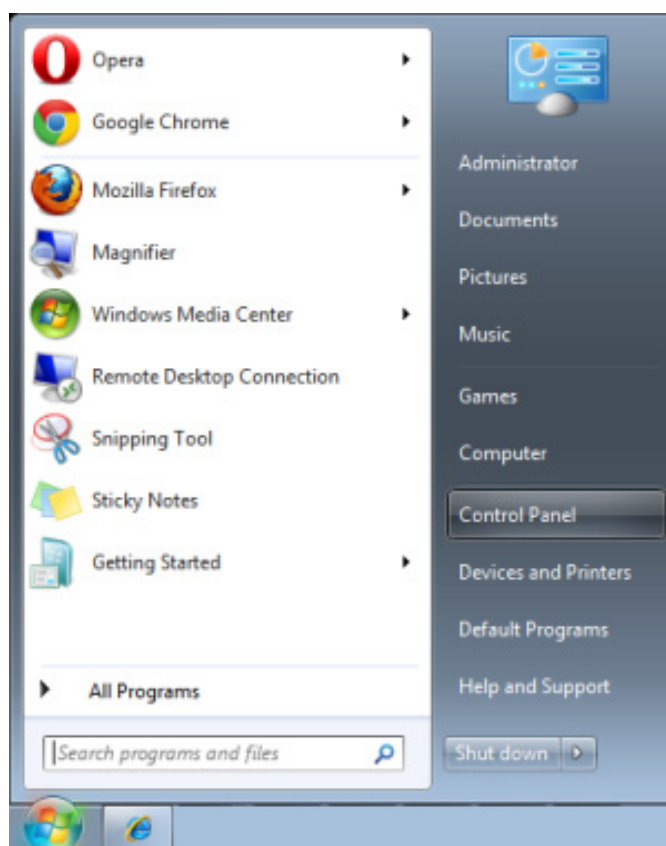 Opera
Google Chrome
Mozilla Firefox
Magnifier
Windows Media Center
Remote Desktop Connection
Snipping Tool
Sticky Notes
Getting Started
All Programs
Search programs and files
Administrator
Documents
Pictures
Music
Games
Computer
Control Panel
Devices and Printers
Default Programs
Help and Support
Shut down